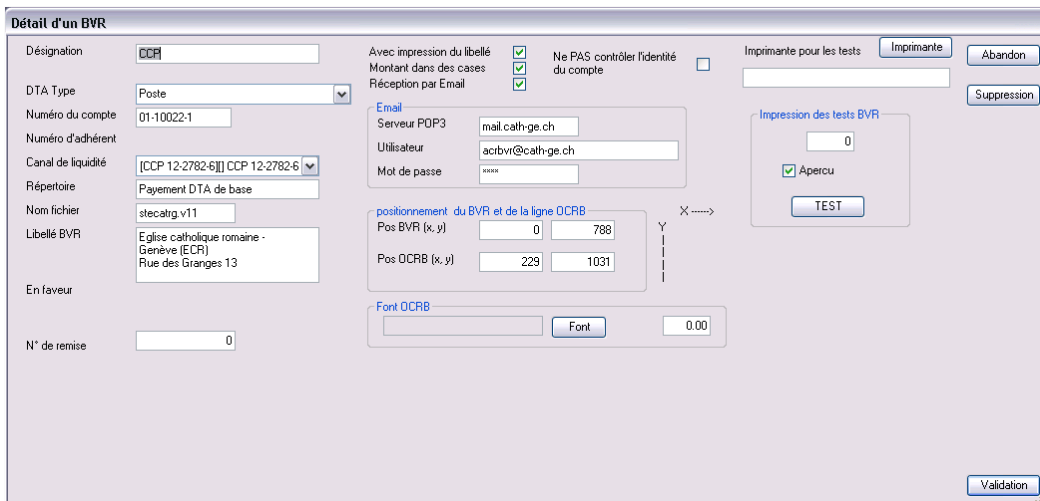 Détail d'un BVR
Désignation
CCP
DTA Type
Poste
Numéro du compte
01-10022-1
Numéro d'adhérent
Canal de liquidité
[CCP 12-2782-6][] CCP 12-2782-6
Répertoire
Payement DTA de base
Nom fichier
stecatrg.v11
Libellé BVR
Eglise catholique romaine -
Genève (ECR)
Rue des Granges 13
En faveur
N° de remise
0
Avec impression du libellé
Montant dans des cases
Réception par Email
Ne PAS contrôler l'identité
du compte
Email
Serveur POP3
mail.cath-ge.ch
Utilisateur
acrbvr@cath-ge.ch
Mot de passe
****
positionnement du BVR et de la ligne OCRB
Pos BVR (x, y)
0
788
Pos OCRB (x, y)
229
1031
X ----->
Y
Font OCRB
Font
0.00
Imprimante pour les tests
Imprimante
Impression des tests BVR
0
Apercu
TEST
Abandon
Suppression
Validation